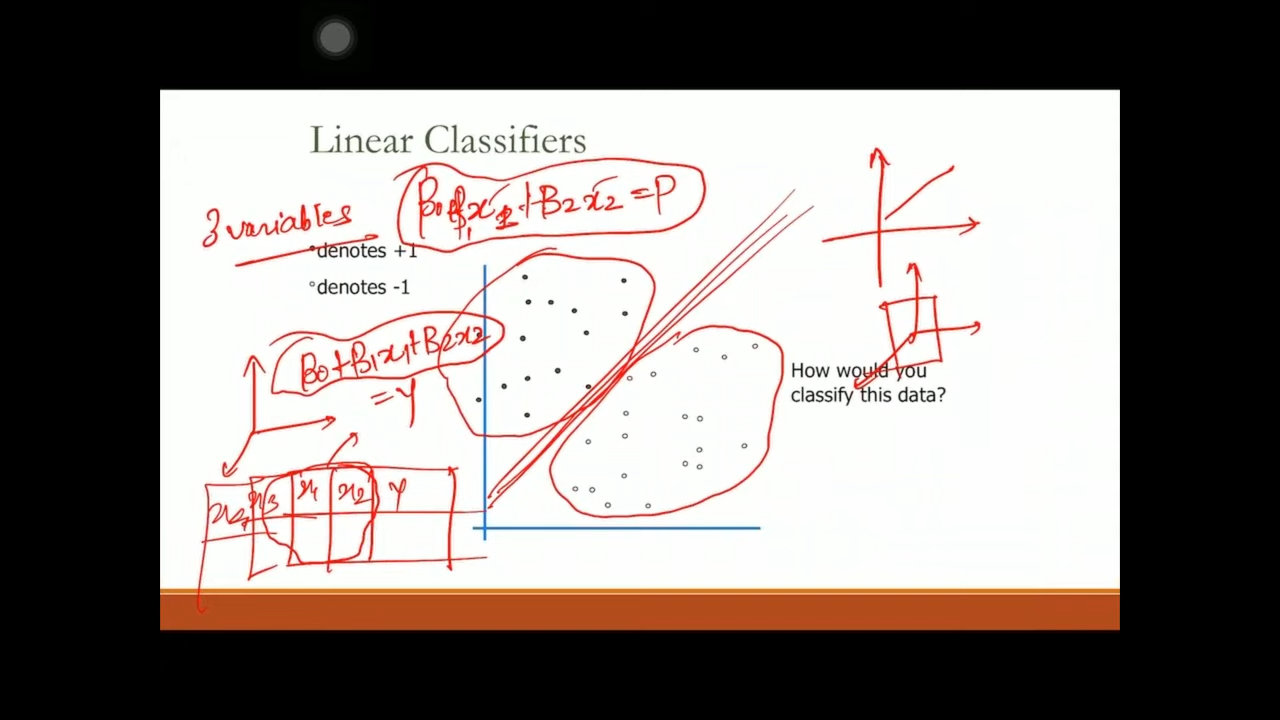 Linear Classifiers
β0+β1x1+β2x2=P
3 variables
•denotes +1
°denotes -1
β0+β1x1+β2x2
=Y
How would you
classify this data?
x3 x1 x2 Y